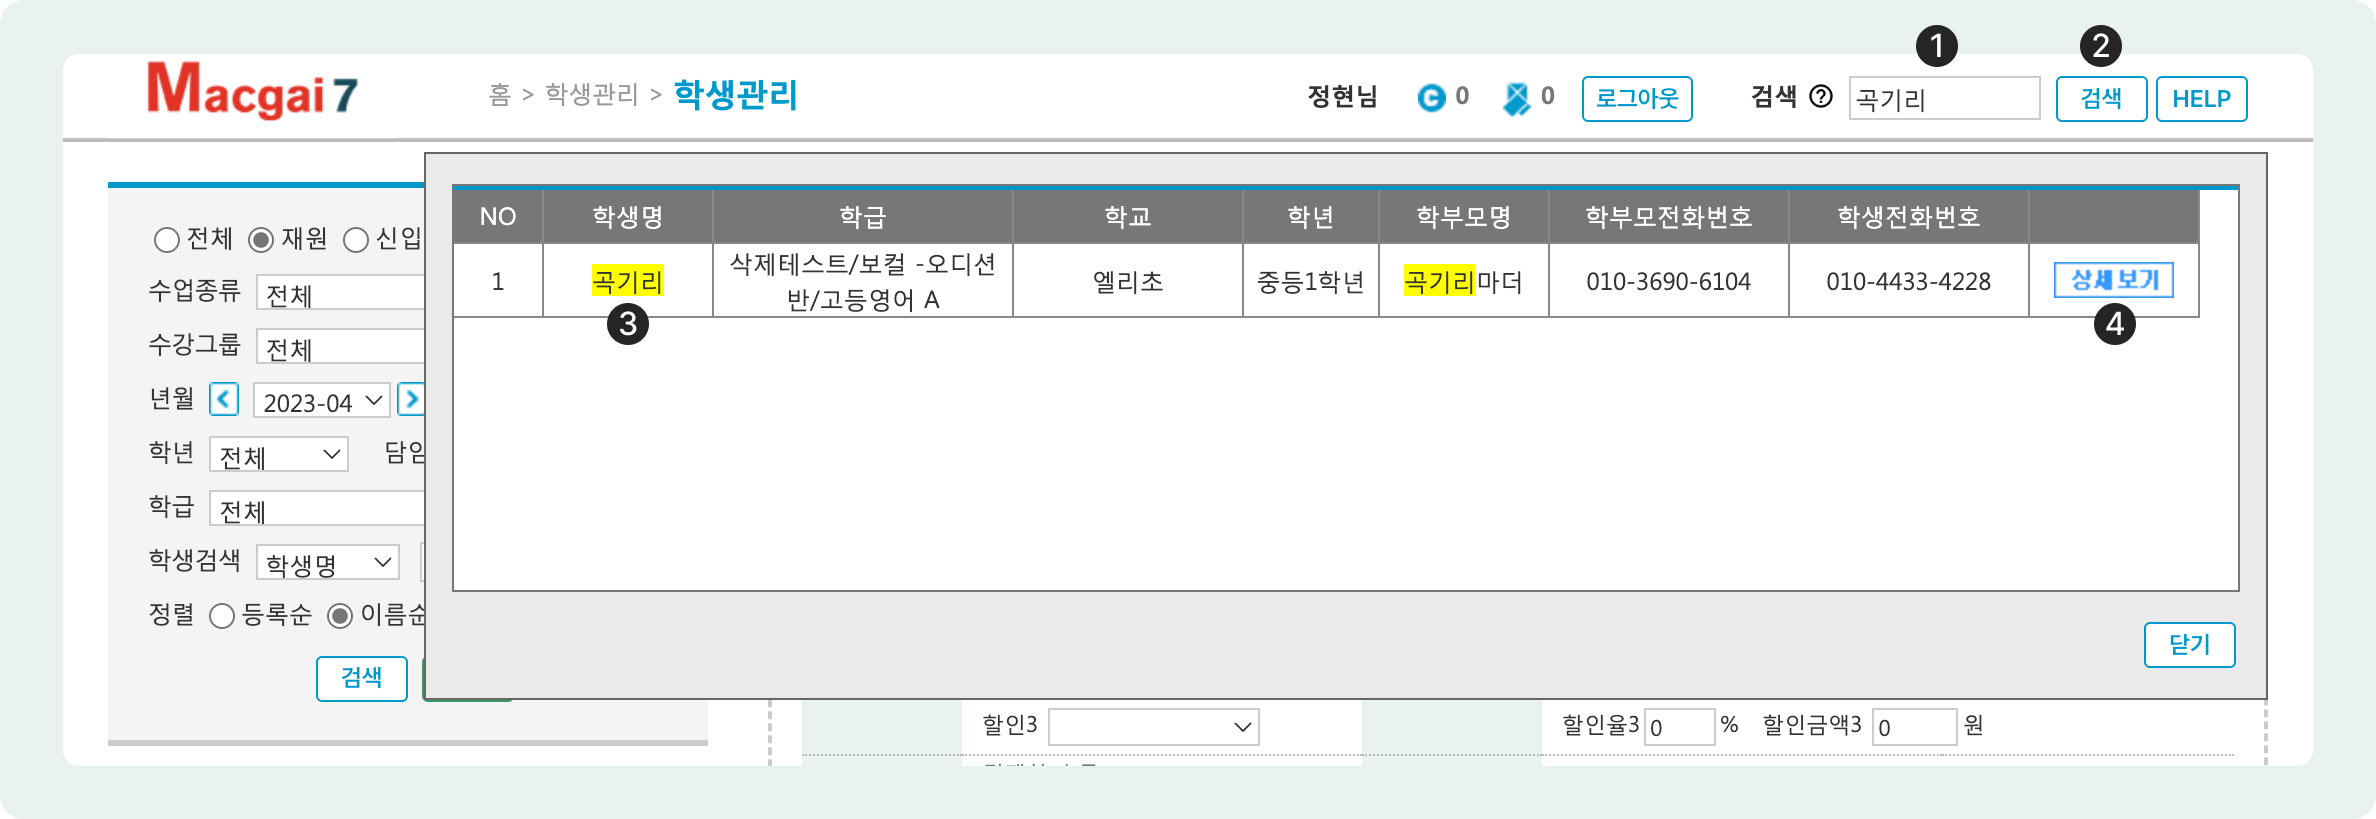 1 2
Macgai 7 홈 > 학생관리 > 학생관리 정현님 0 0 로그아웃 검색 곡기리 검색 HELP
전체 재원 신입
수업종류 전체
수강그룹 전체
년월 2023-04
학년 전체 담임
학급 전체
학생검색 학생명
정렬 등록순 이름순
검색
NO 학생명 학급 학교 학년 학부모명 학부모전화번호 학생전화번호
1 곡기리 삭제테스트/보컬 -오디션 반/고등영어 A 엘리초 중등1학년 곡기리마더 010-3690-6104 010-4433-4228 상세보기
3 4
닫기
할인3 할인율3 0 % 할인금액3 0 원